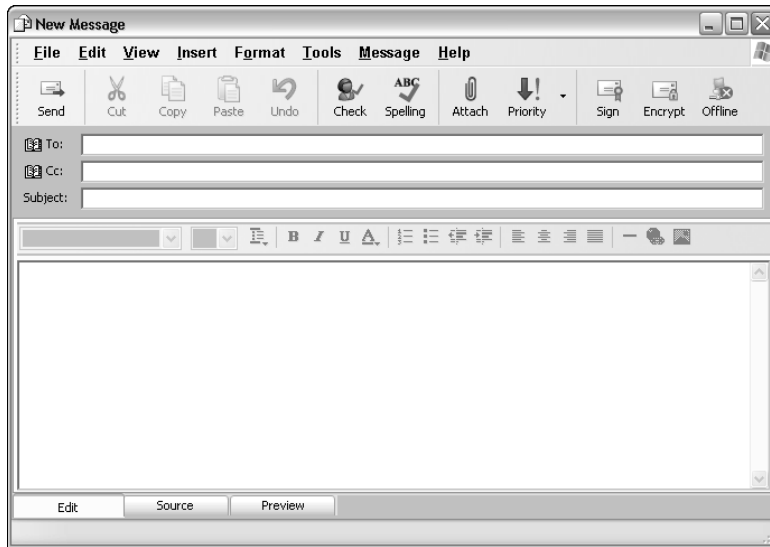 New Message
File Edit View Insert Format Tools Message Help
ABC
Send Cut Copy Paste Undo Check Spelling Attach Priority Sign Encrypt Offline
To:
Cc:
Subject:
B I U A
Edit Source Preview